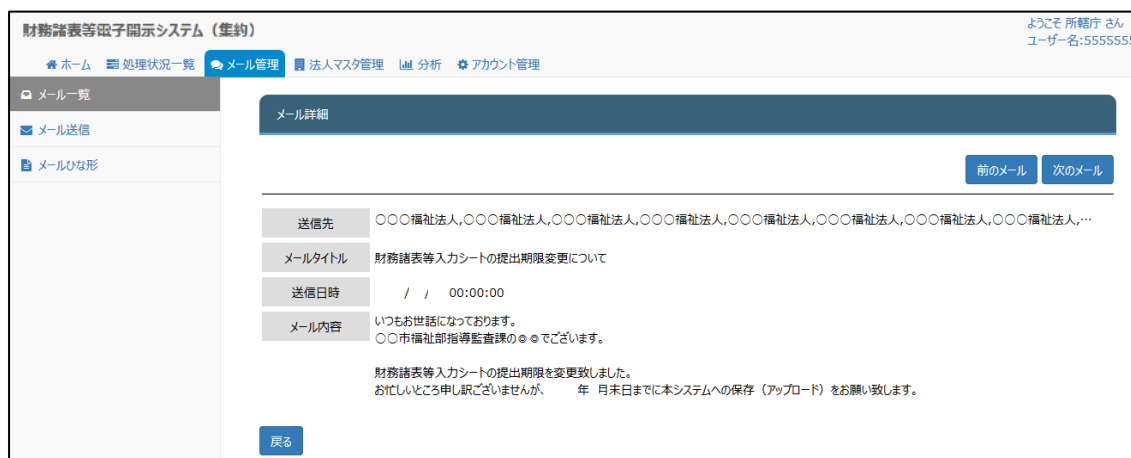 財務諸表等電子開示システム（集約）
ようこそ 所轄庁 さん
ユーザー名:5555555
ホーム 処理状況一覧 メール管理 法人マスタ管理 分析 アカウント管理
メール一覧
メール送信
メールひな形
メール詳細
前のメール 次のメール
送信先 〇〇〇福祉法人,〇〇〇福祉法人,〇〇〇福祉法人,〇〇〇福祉法人,〇〇〇福祉法人,〇〇〇福祉法人,〇〇〇福祉法人,〇〇〇福祉法人,…
メールタイトル 財務諸表等入力シートの提出期限変更について
送信日時 / / 00:00:00
メール内容 いつもお世話になっております。
〇〇市福祉部指導監査課の◎◎でございます。
財務諸表等入力シートの提出期限を変更致しました。
お忙しいところ申し訳ございませんが、 年 月末日までに本システムへの保存（アップロード）をお願い致します。
戻る